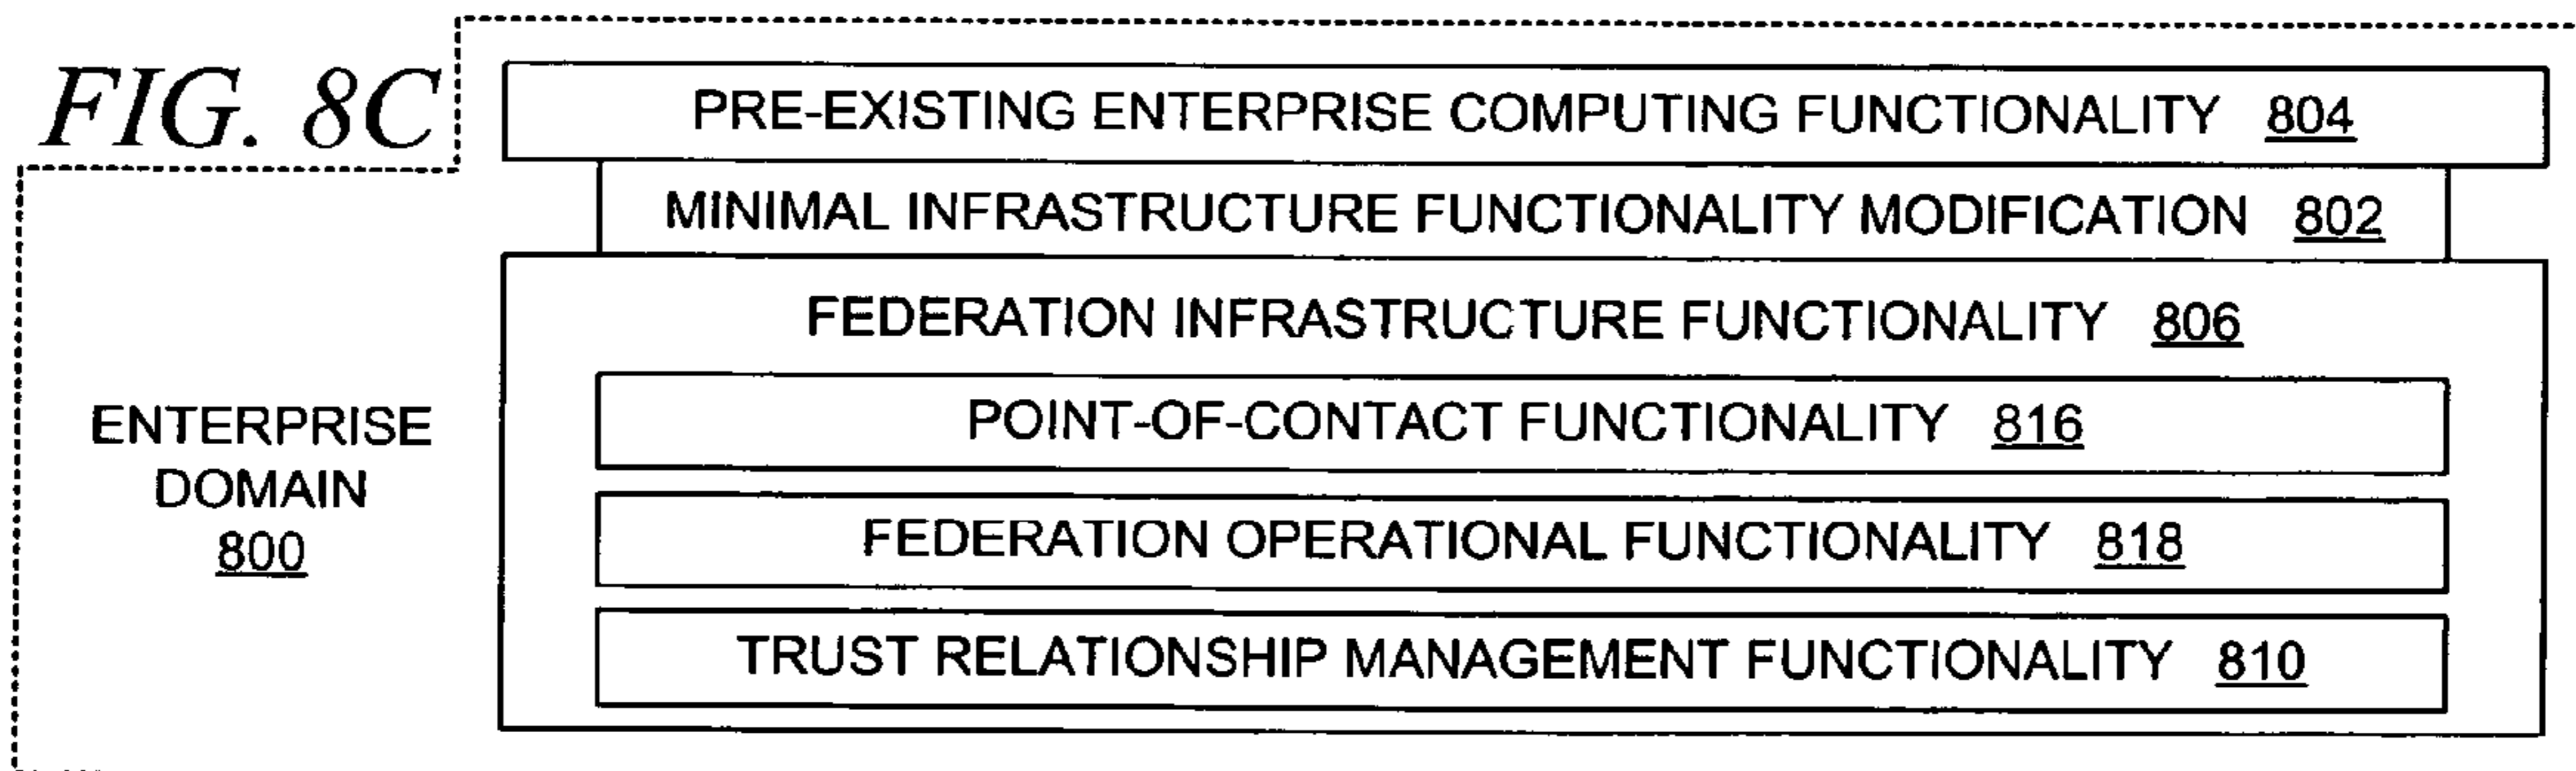 FIG. 8C
PRE-EXISTING ENTERPRISE COMPUTING FUNCTIONALITY 804
MINIMAL INFRASTRUCTURE FUNCTIONALITY MODIFICATION 802
FEDERATION INFRASTRUCTURE FUNCTIONALITY 806
POINT-OF-CONTACT FUNCTIONALITY 816
FEDERATION OPERATIONAL FUNCTIONALITY 818
TRUST RELATIONSHIP MANAGEMENT FUNCTIONALITY 810
ENTERPRISE
DOMAIN
800